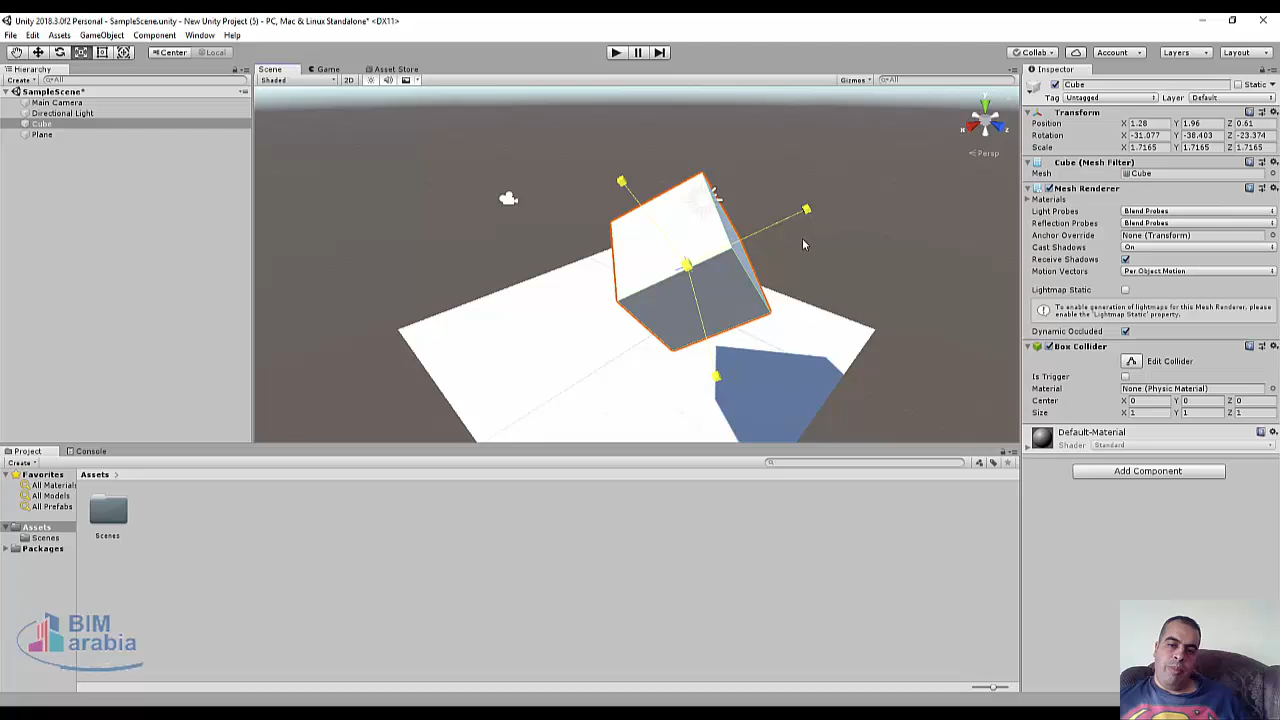 Unity 2018.3.0f2 Personal - SampleScene.unity - New Unity Project (5) - PC, Mac & Linux Standalone* <DX11>
File Edit Assets GameObject Component Window Help
Center Local Collab Account Layers Layout
Hierarchy
Create All
SampleScene*
Main Camera
Directional Light
Cube
Plane
Scene Game Asset Store
Shaded 2D Gizmos All
Persp
Inspector
Cube Static
Tag Untagged Layer Default
Transform
Position X 1.28 Y 1.96 Z 0.61
Rotation X -31.077 Y -38.403 Z -23.374
Scale X 1.7165 Y 1.7165 Z 1.7165
Cube (Mesh Filter)
Mesh Cube
Mesh Renderer
Materials
Light Probes Blend Probes
Reflection Probes Blend Probes
Anchor Override None (Transform)
Cast Shadows On
Receive Shadows
Motion Vectors Per Object Motion
Lightmap Static
To enable generation of lightmaps for this Mesh Renderer, please
enable the 'Lightmap Static' property.
Dynamic Occluded
Box Collider
Edit Collider
Is Trigger
Material None (Physic Material)
Center X 0 Y 0 Z 0
Size X 1 Y 1 Z 1
Default-Material
Shader Standard
Add Component
Project Console
Create
Favorites
All Material
All Models
All Prefabs
Assets
Scenes
Packages
Assets
Scenes
BIM
arabia